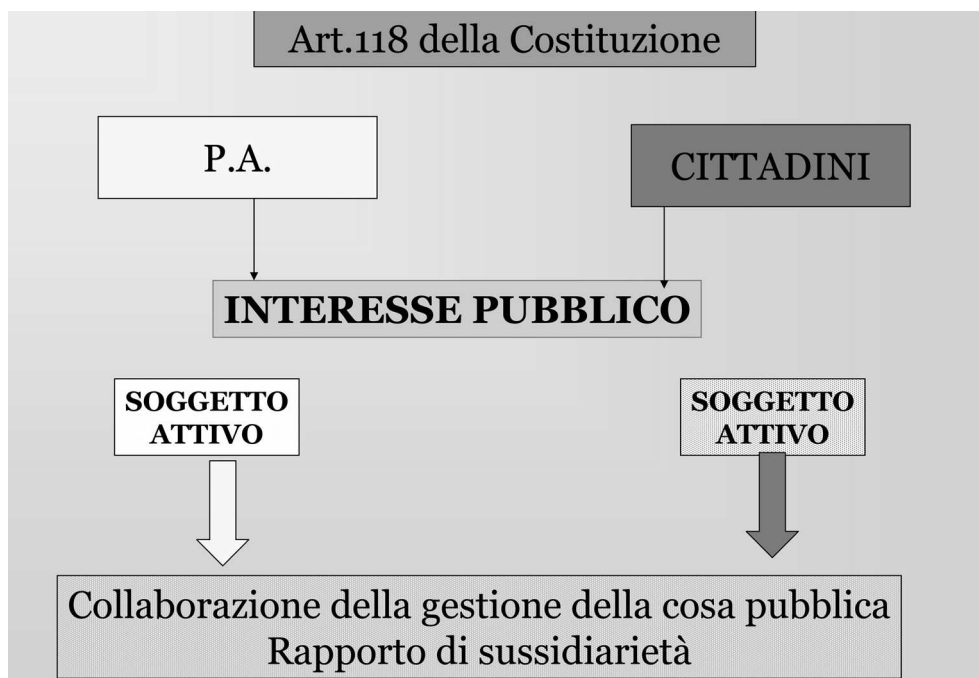 Art.118 della Costituzione
P.A.
CITTADINI
INTERESSE PUBBLICO
SOGGETTO
ATTIVO
SOGGETTO
ATTIVO
Collaborazione della gestione della cosa pubblica
Rapporto di sussidiarietà